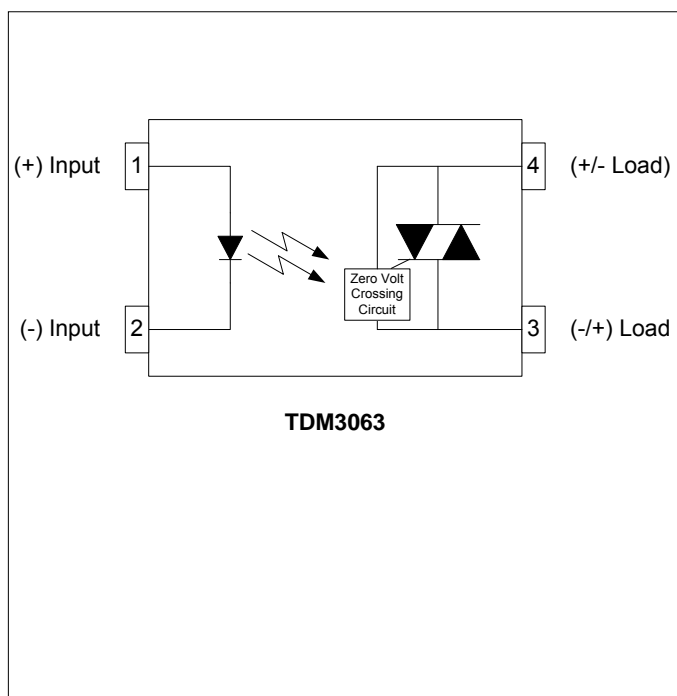 (+) Input
1
4
(+/- Load)
Zero Volt
Crossing
Circuit
(-) Input
2
3
(-/+) Load
TDM3063